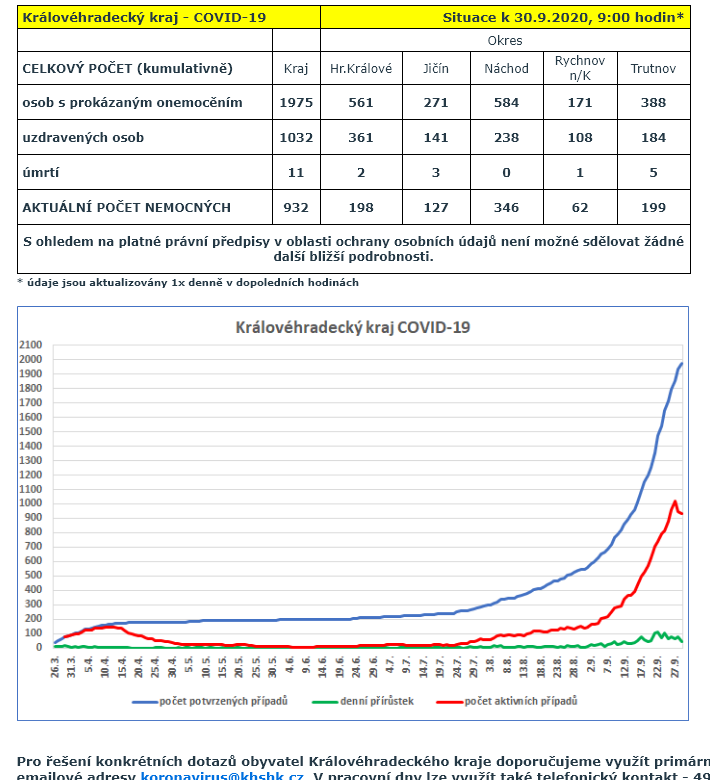 Královéhradecký kraj - COVID-19 Situace k 30.9.2020, 9:00 hodin*
Okres
CELKOVÝ POČET (kumulativně) Kraj Hr.Králové Jičín Náchod Rychnov n/K Trutnov
osob s prokázaným onemocněním 1975 561 271 584 171 388
uzdravených osob 1032 361 141 238 108 184
úmrtí 11 2 3 0 1 5
AKTUÁLNÍ POČET NEMOCNÝCH 932 198 127 346 62 199
S ohledem na platné právní předpisy v oblasti ochrany osobních údajů není možné sdělovat žádné
další bližší podrobnosti.
* údaje jsou aktualizovány 1x denně v dopoledních hodinách
Královéhradecký kraj COVID-19
2100
2000
1900
1800
1700
1600
1500
1400
1300
1200
1100
1000
900
800
700
600
500
400
300
200
100
0
26.3. 31.3. 5.4. 10.4. 15.4. 20.4. 25.4. 30.4. 5.5. 10.5. 15.5. 20.5. 25.5. 30.5. 4.6. 9.6. 14.6. 19.6. 24.6. 29.6. 4.7. 9.7. 14.7. 19.7. 24.7. 29.7. 3.8. 8.8. 13.8. 18.8. 23.8. 28.8. 2.9. 7.9. 12.9. 17.9. 22.9. 27.9.
počet potvrzených případů denní přírůstek počet aktivních případů
Pro řešení konkrétních dotazů obyvatel Královéhradeckého kraje doporučujeme využít primárn
emailové adresy koronavirus@khshk.cz. V pracovní dny lze využít také telefonický kontakt - 49